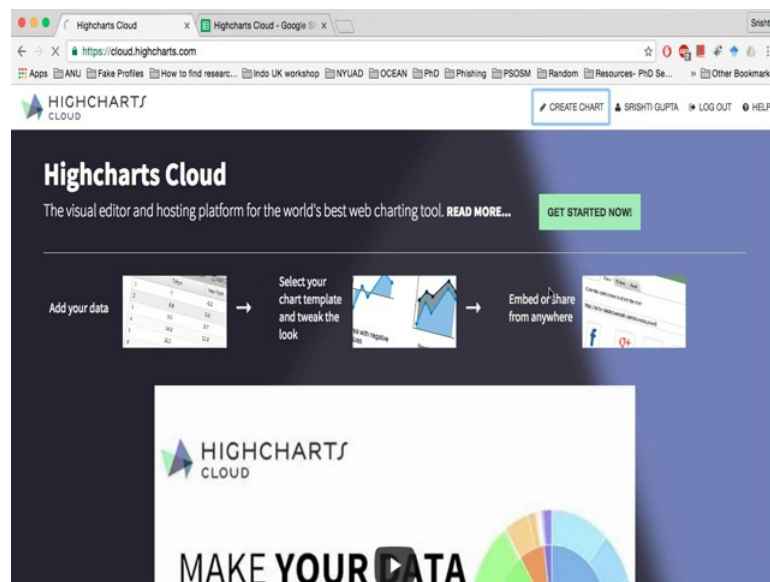 Highcharts Cloud
Highcharts Cloud - Google Sh
Srisht
https://cloud.highcharts.com
Apps ANU Fake Profiles How to find researc... Indo UK workshop NYUAD OCEAN PhD Phishing PSOSM Random Resources- PhD Se... » Other Bookmark
HIGHCHARTS
CLOUD
CREATE CHART SRISHTI GUPTA LOG OUT HELP
Highcharts Cloud
The visual editor and hosting platform for the world's best web charting tool. READ MORE...
GET STARTED NOW!
Add your data
Select your
chart template
and tweak the
look
Embed or share
from anywhere
HIGHCHARTS
CLOUD
MAKE YOUR DATA